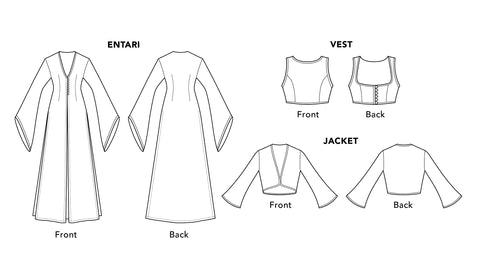 ENTARI
VEST
Front
Back
JACKET
Front
Back
Front
Back